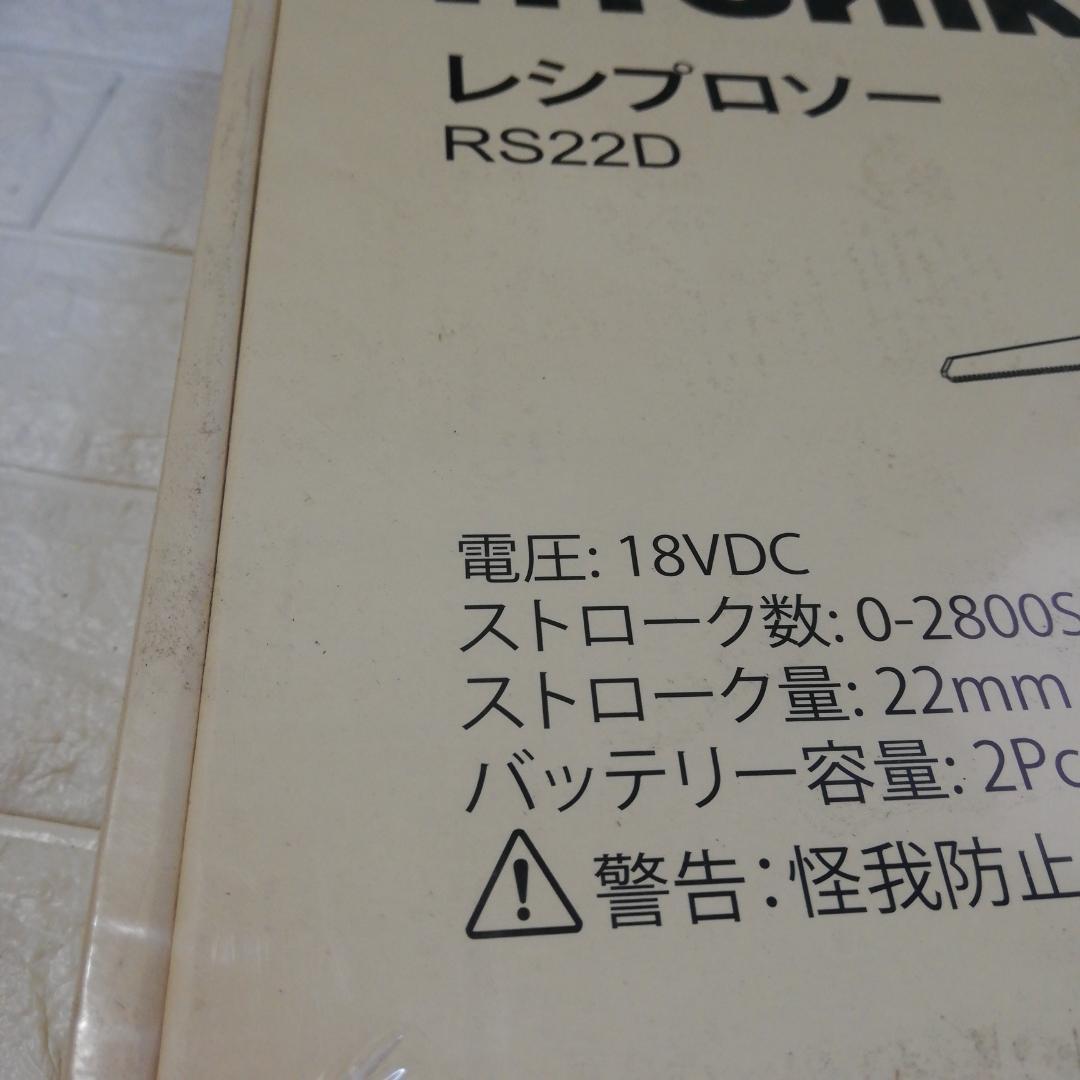 レシプロソー
RS22D
電圧: 18VDC
ストローク数: 0-2800S
ストローク量: 22mm
バッテリー容量: 2Pc
警告：怪我防止